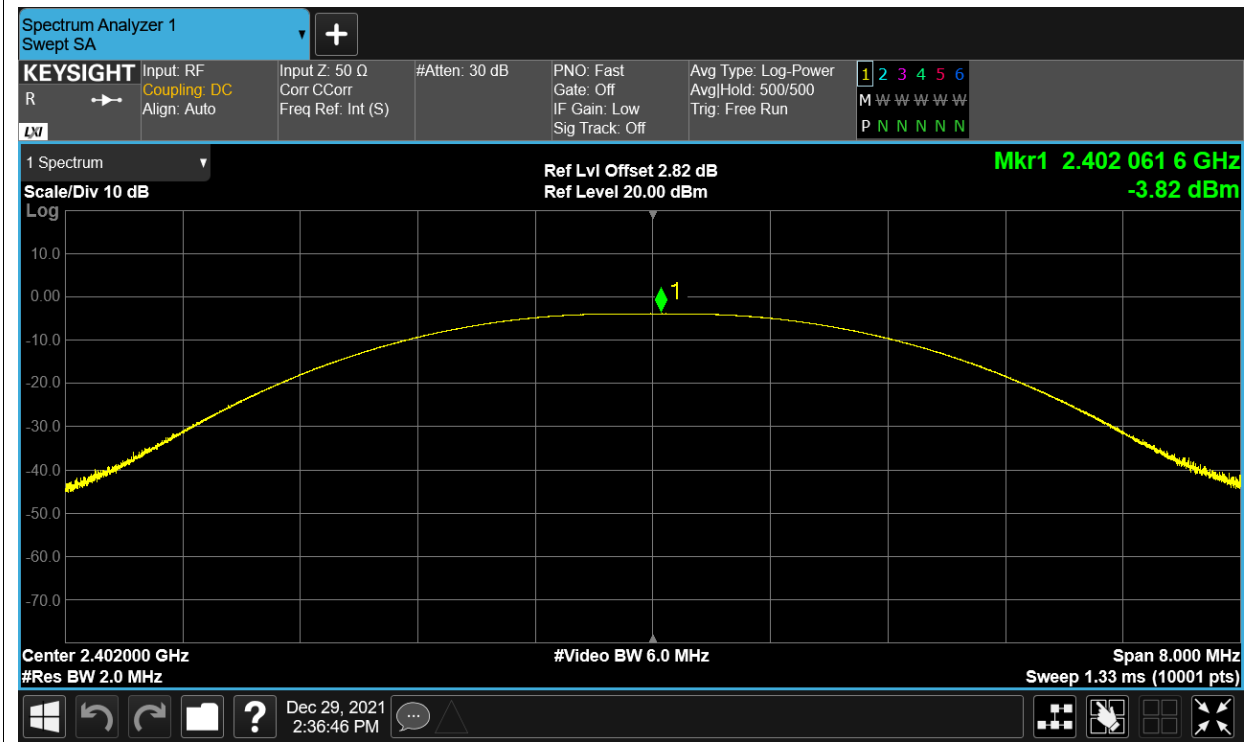 Spectrum Analyzer 1
Swept SA
+
KEYSIGHT
R
LXI
Input: RF
Coupling: DC
Align: Auto
Input Z: 50 Ω
Corr CCorr
Freq Ref: Int (S)
#Atten: 30 dB
PNO: Fast
Gate: Off
IF Gain: Low
Sig Track: Off
Avg Type: Log-Power
Avg|Hold: 500/500
Trig: Free Run
1 2 3 4 5 6
M W W W W W
P N N N N N
1 Spectrum
Scale/Div 10 dB
Log
Ref Lvl Offset 2.82 dB
Ref Level 20.00 dBm
Mkr1 2.402 061 6 GHz
-3.82 dBm
10.0
0.00
-10.0
-20.0
-30.0
-40.0
-50.0
-60.0
-70.0
1
Center 2.402000 GHz
#Res BW 2.0 MHz
#Video BW 6.0 MHz
Span 8.000 MHz
Sweep 1.33 ms (10001 pts)
?
Dec 29, 2021
2:36:46 PM